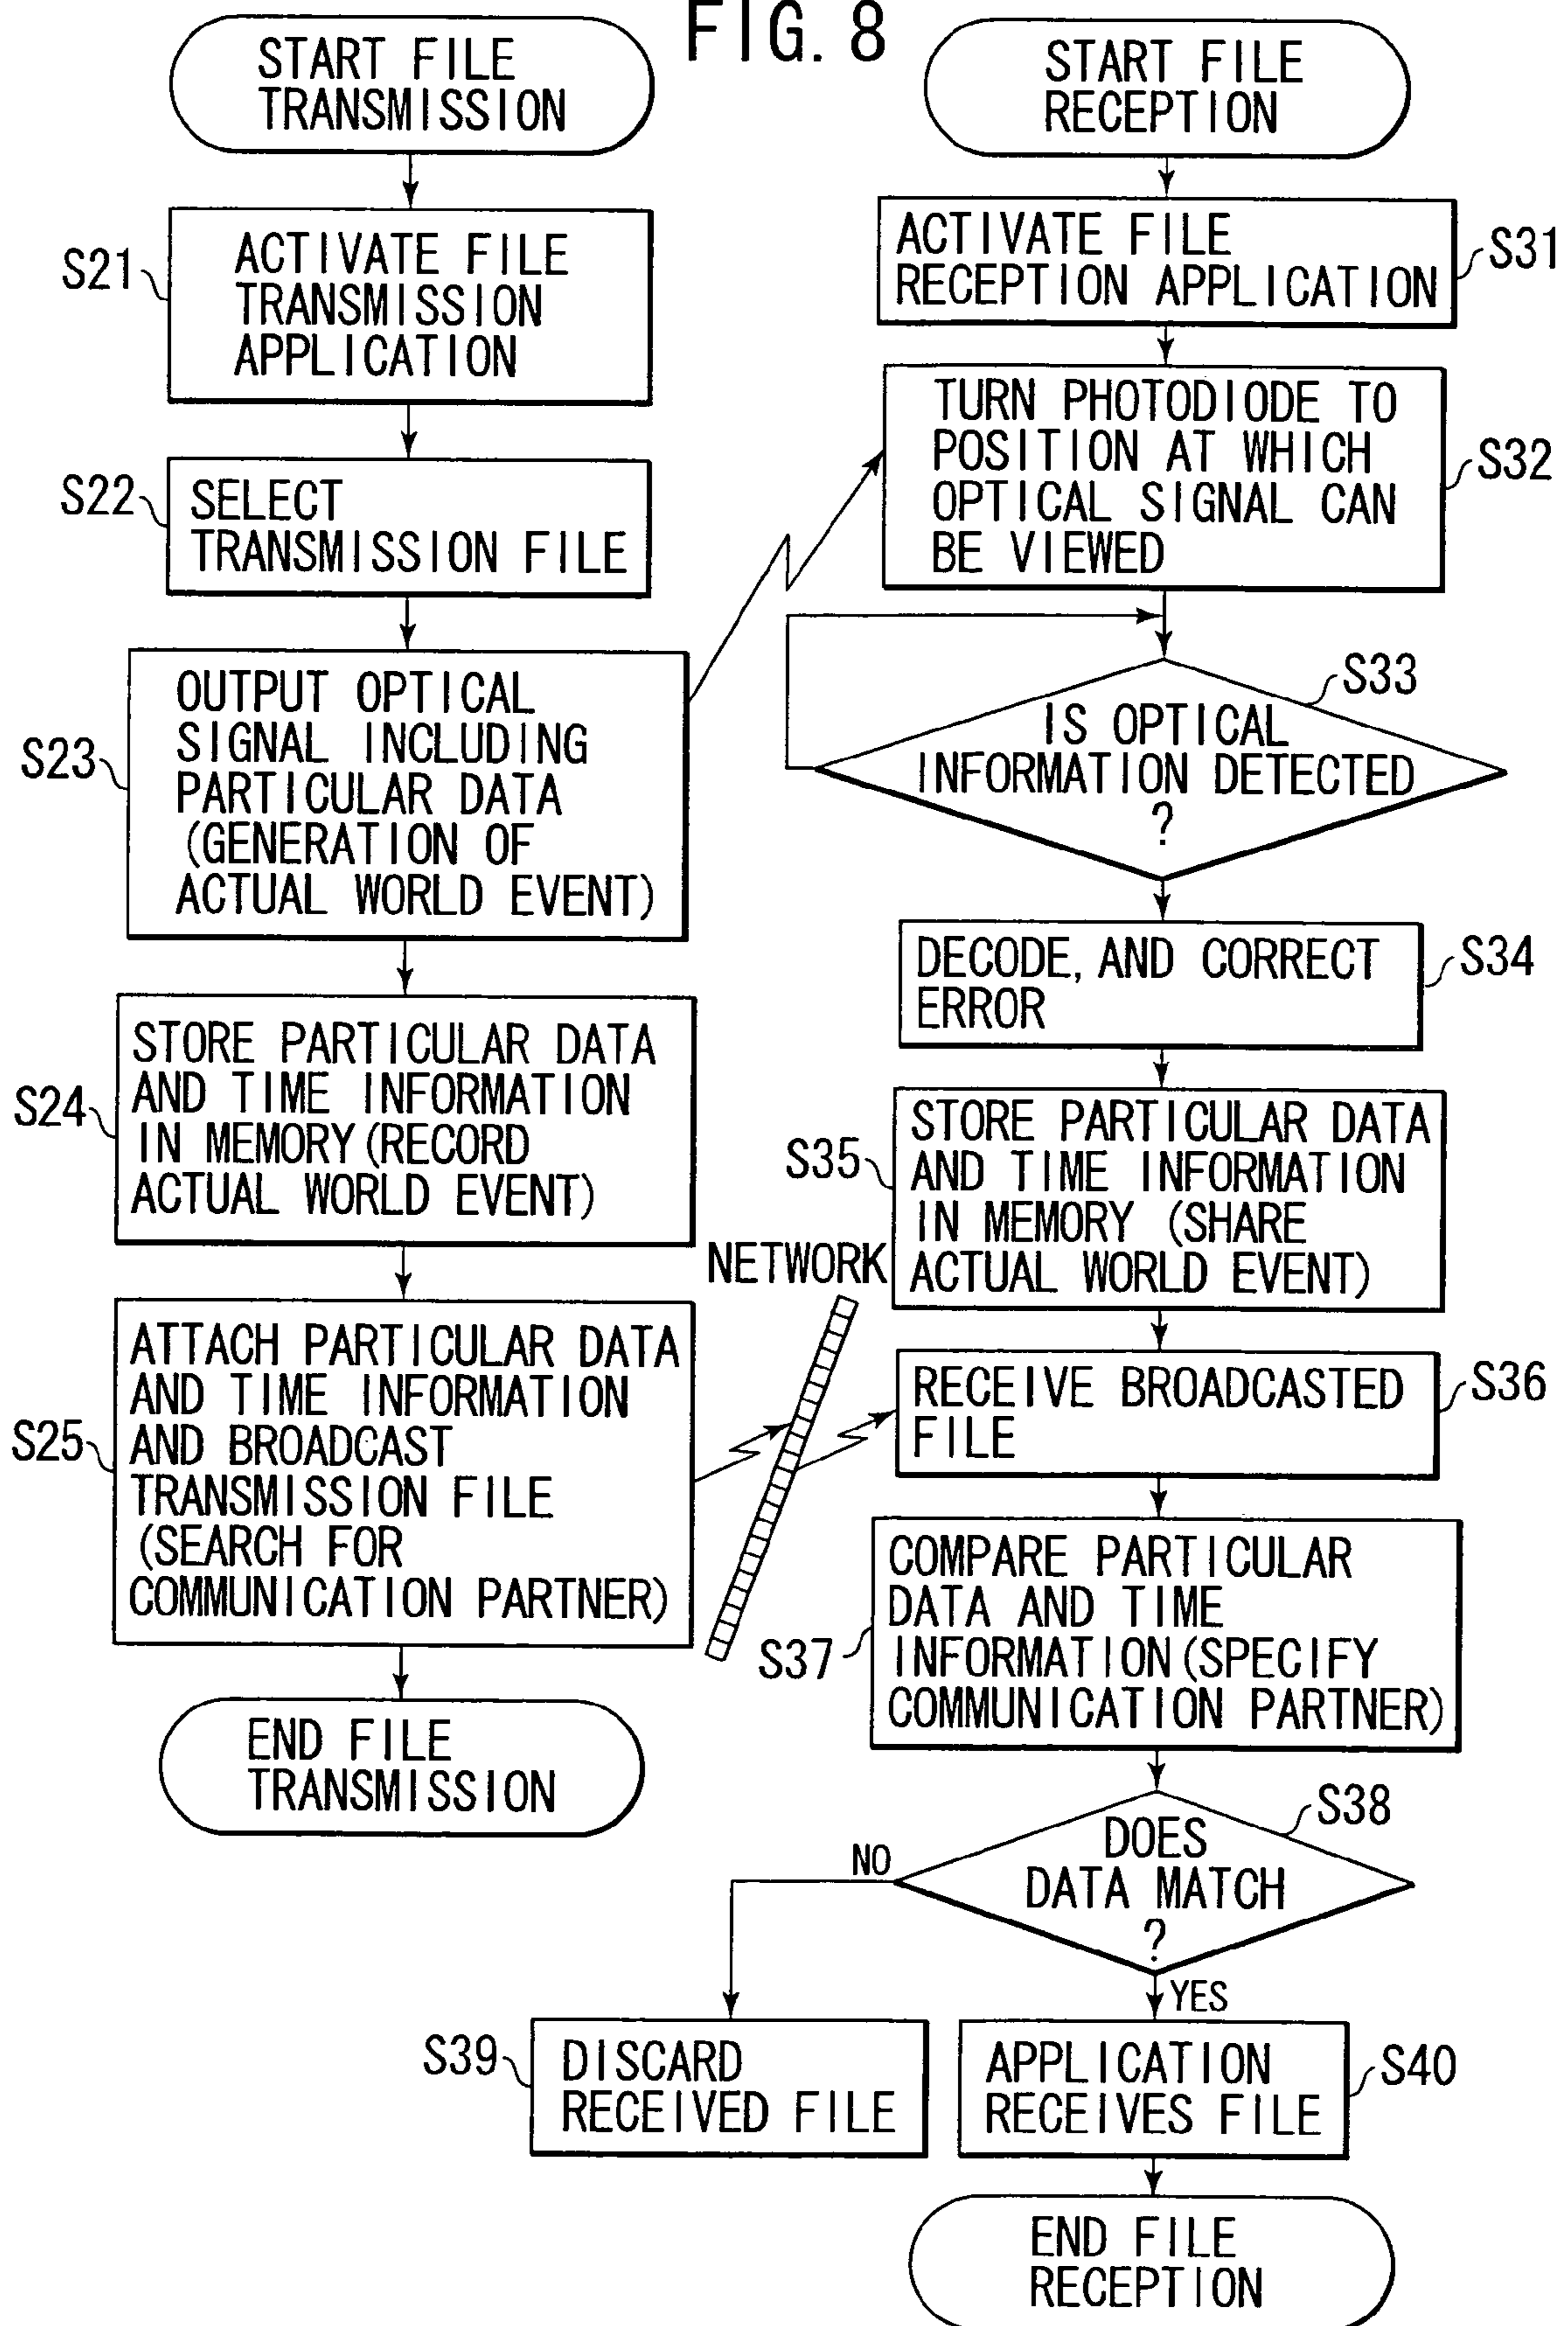 FIG. 8
START FILE
TRANSMISSION
S21
ACTIVATE FILE
TRANSMISSION
APPLICATION
S22
SELECT
TRANSMISSION FILE
S23
OUTPUT OPTICAL
SIGNAL INCLUDING
PARTICULAR DATA
(GENERATION OF
ACTUAL WORLD EVENT)
S24
STORE PARTICULAR DATA
AND TIME INFORMATION
IN MEMORY (RECORD
ACTUAL WORLD EVENT)
S25
ATTACH PARTICULAR DATA
AND TIME INFORMATION
AND BROADCAST
TRANSMISSION FILE
(SEARCH FOR
COMMUNICATION PARTNER)
END FILE
TRANSMISSION
NETWORK
START FILE
RECEPTION
ACTIVATE FILE
RECEPTION APPLICATION
S31
TURN PHOTODIODE TO
POSITION AT WHICH
OPTICAL SIGNAL CAN
BE VIEWED
S32
S33
IS OPTICAL
INFORMATION DETECTED
?
DECODE, AND CORRECT
ERROR
S34
S35
STORE PARTICULAR DATA
AND TIME INFORMATION
IN MEMORY (SHARE
ACTUAL WORLD EVENT)
RECEIVE BROADCASTED
FILE
S36
S37
COMPARE PARTICULAR
DATA AND TIME
INFORMATION (SPECIFY
COMMUNICATION PARTNER)
S38
DOES
DATA MATCH
?
NO
YES
S39
DISCARD
RECEIVED FILE
APPLICATION
RECEIVES FILE
S40
END FILE
RECEPTION